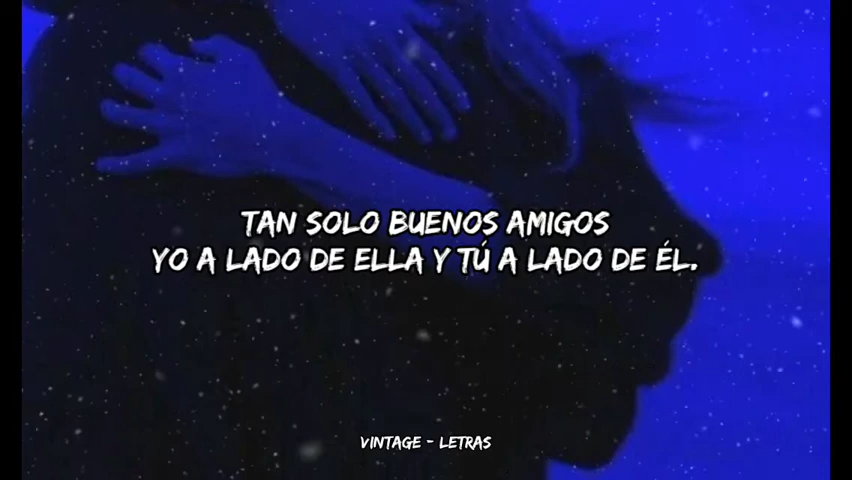 TAN SOLO BUENOS AMIGOS
YO A LADO DE ELLA Y TÚ A LADO DE ÉL.
VINTAGE - LETRAS